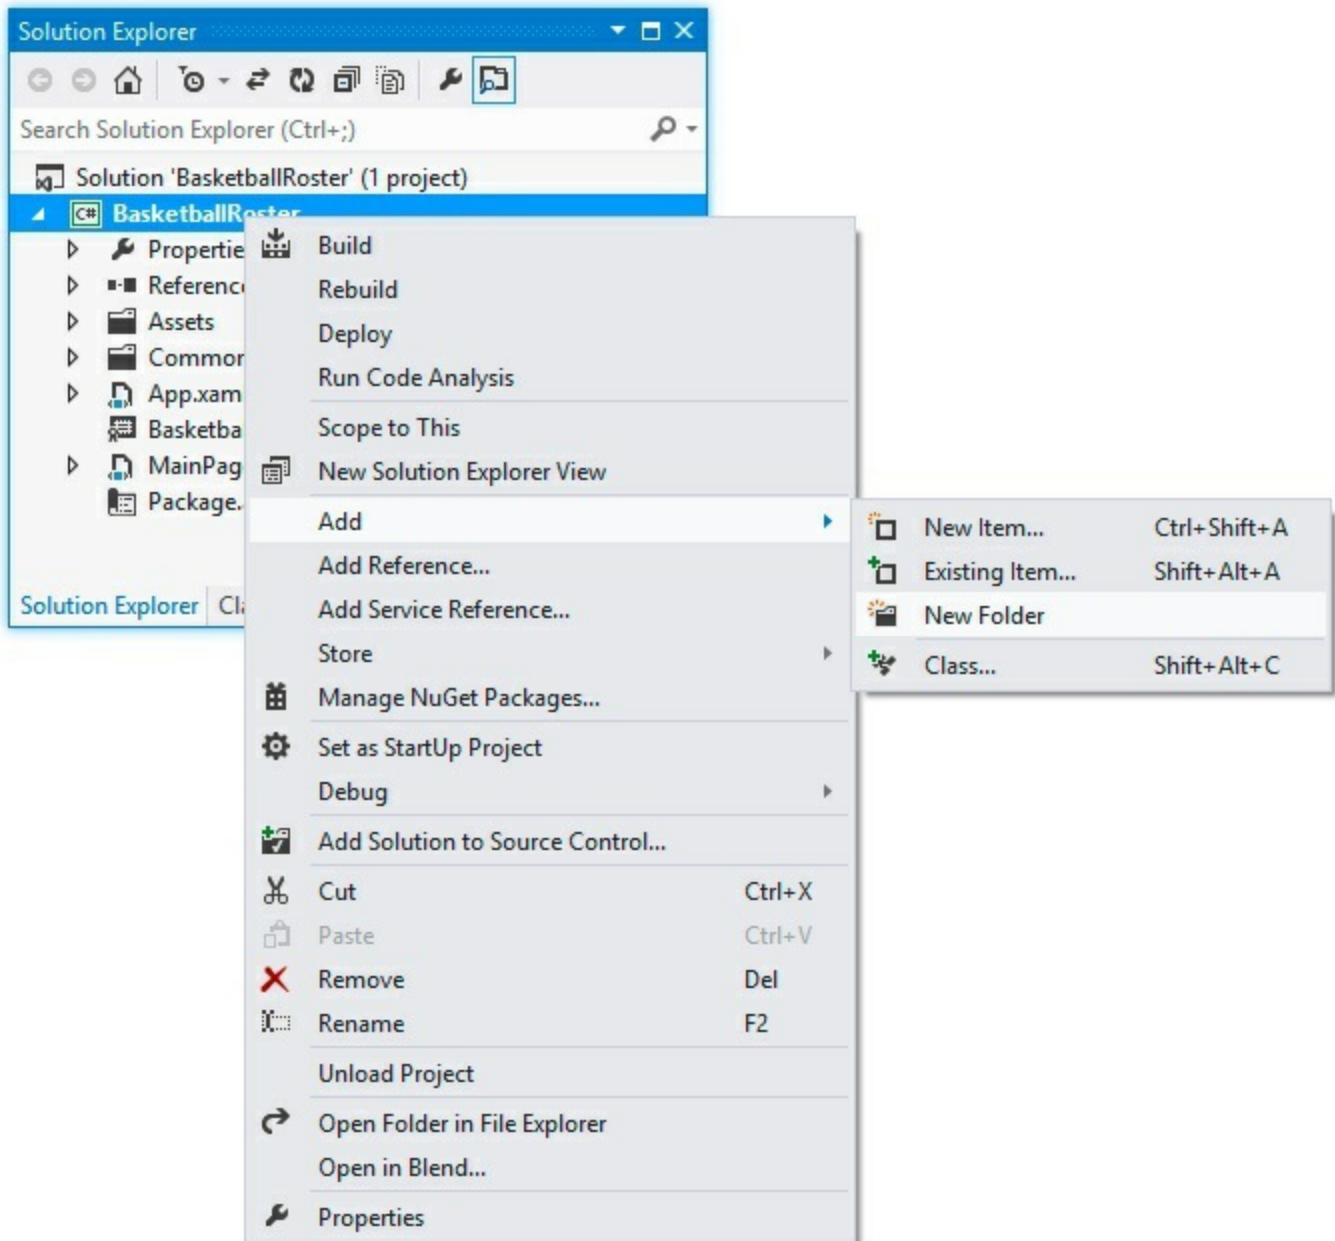 Solution Explorer
Search Solution Explorer (Ctrl+;)
Solution 'BasketballRoster' (1 project)
C# BasketballRoster
Propertie
Referenc
Assets
Common
App.xam
Basketba
MainPag
Package.
Solution Explorer Cla
Build
Rebuild
Deploy
Run Code Analysis
Scope to This
New Solution Explorer View
Add
Add Reference...
Add Service Reference...
Store
Manage NuGet Packages...
Set as StartUp Project
Debug
Add Solution to Source Control...
Cut Ctrl+X
Paste Ctrl+V
Remove Del
Rename F2
Unload Project
Open Folder in File Explorer
Open in Blend...
Properties
New Item... Ctrl+Shift+A
Existing Item... Shift+Alt+A
New Folder
Class... Shift+Alt+C